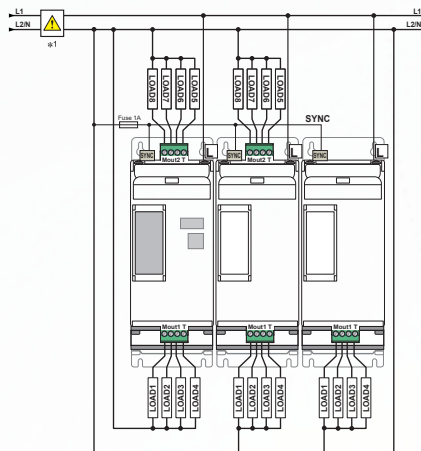 L1 L1
L2/N L2/N
*1
LOAD8 LOAD7 LOAD6 LOAD5 LOAD8 LOAD7 LOAD6 LOAD5
Fuse 1A SYNC
SYNC SYNC SYNC
L L L
Mout2 T Mout2 T
Mout1 T Mout1 T Mout1 T
LOAD1 LOAD2 LOAD3 LOAD4 LOAD1 LOAD2 LOAD3 LOAD4 LOAD1 LOAD2 LOAD3 LOAD4